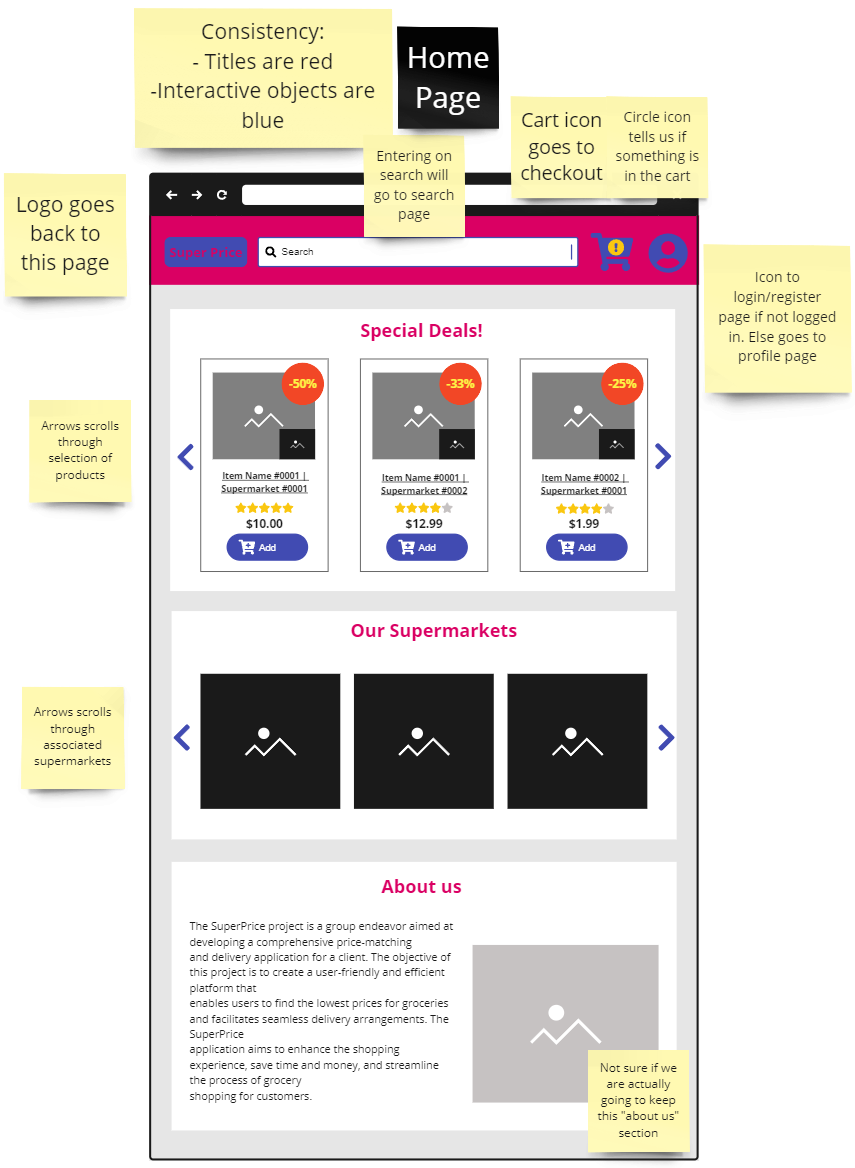 Consistency:
- Titles are red
-Interactive objects are
blue
Home
Page
Cart icon
goes to
checkout
Circle icon
tells us if
something is
in the cart
Entering on
search will
go to search
page
Logo goes
back to
this page
Super Price
Search
Icon to
login/register
page if not logged
in. Else goes to
profile page
Special Deals!
-50%
-33%
-25%
Arrows scrolls
through
selection of
products
Item Name #0001 |
Supermarket #0001
$10.00
Add
Item Name #0001 |
Supermarket #0002
$12.99
Add
Item Name #0002 |
Supermarket #0001
$1.99
Add
Our Supermarkets
Arrows scrolls
through
associated
supermarkets
About us
The SuperPrice project is a group endeavor aimed at
developing a comprehensive price-matching
and delivery application for a client. The objective of
this project is to create a user-friendly and efficient
platform that
enables users to find the lowest prices for groceries
and facilitates seamless delivery arrangements. The
SuperPrice
application aims to enhance the shopping
experience, save time and money, and streamline
the process of grocery
shopping for customers.
Not sure if we
are actually
going to keep
this "about us"
section